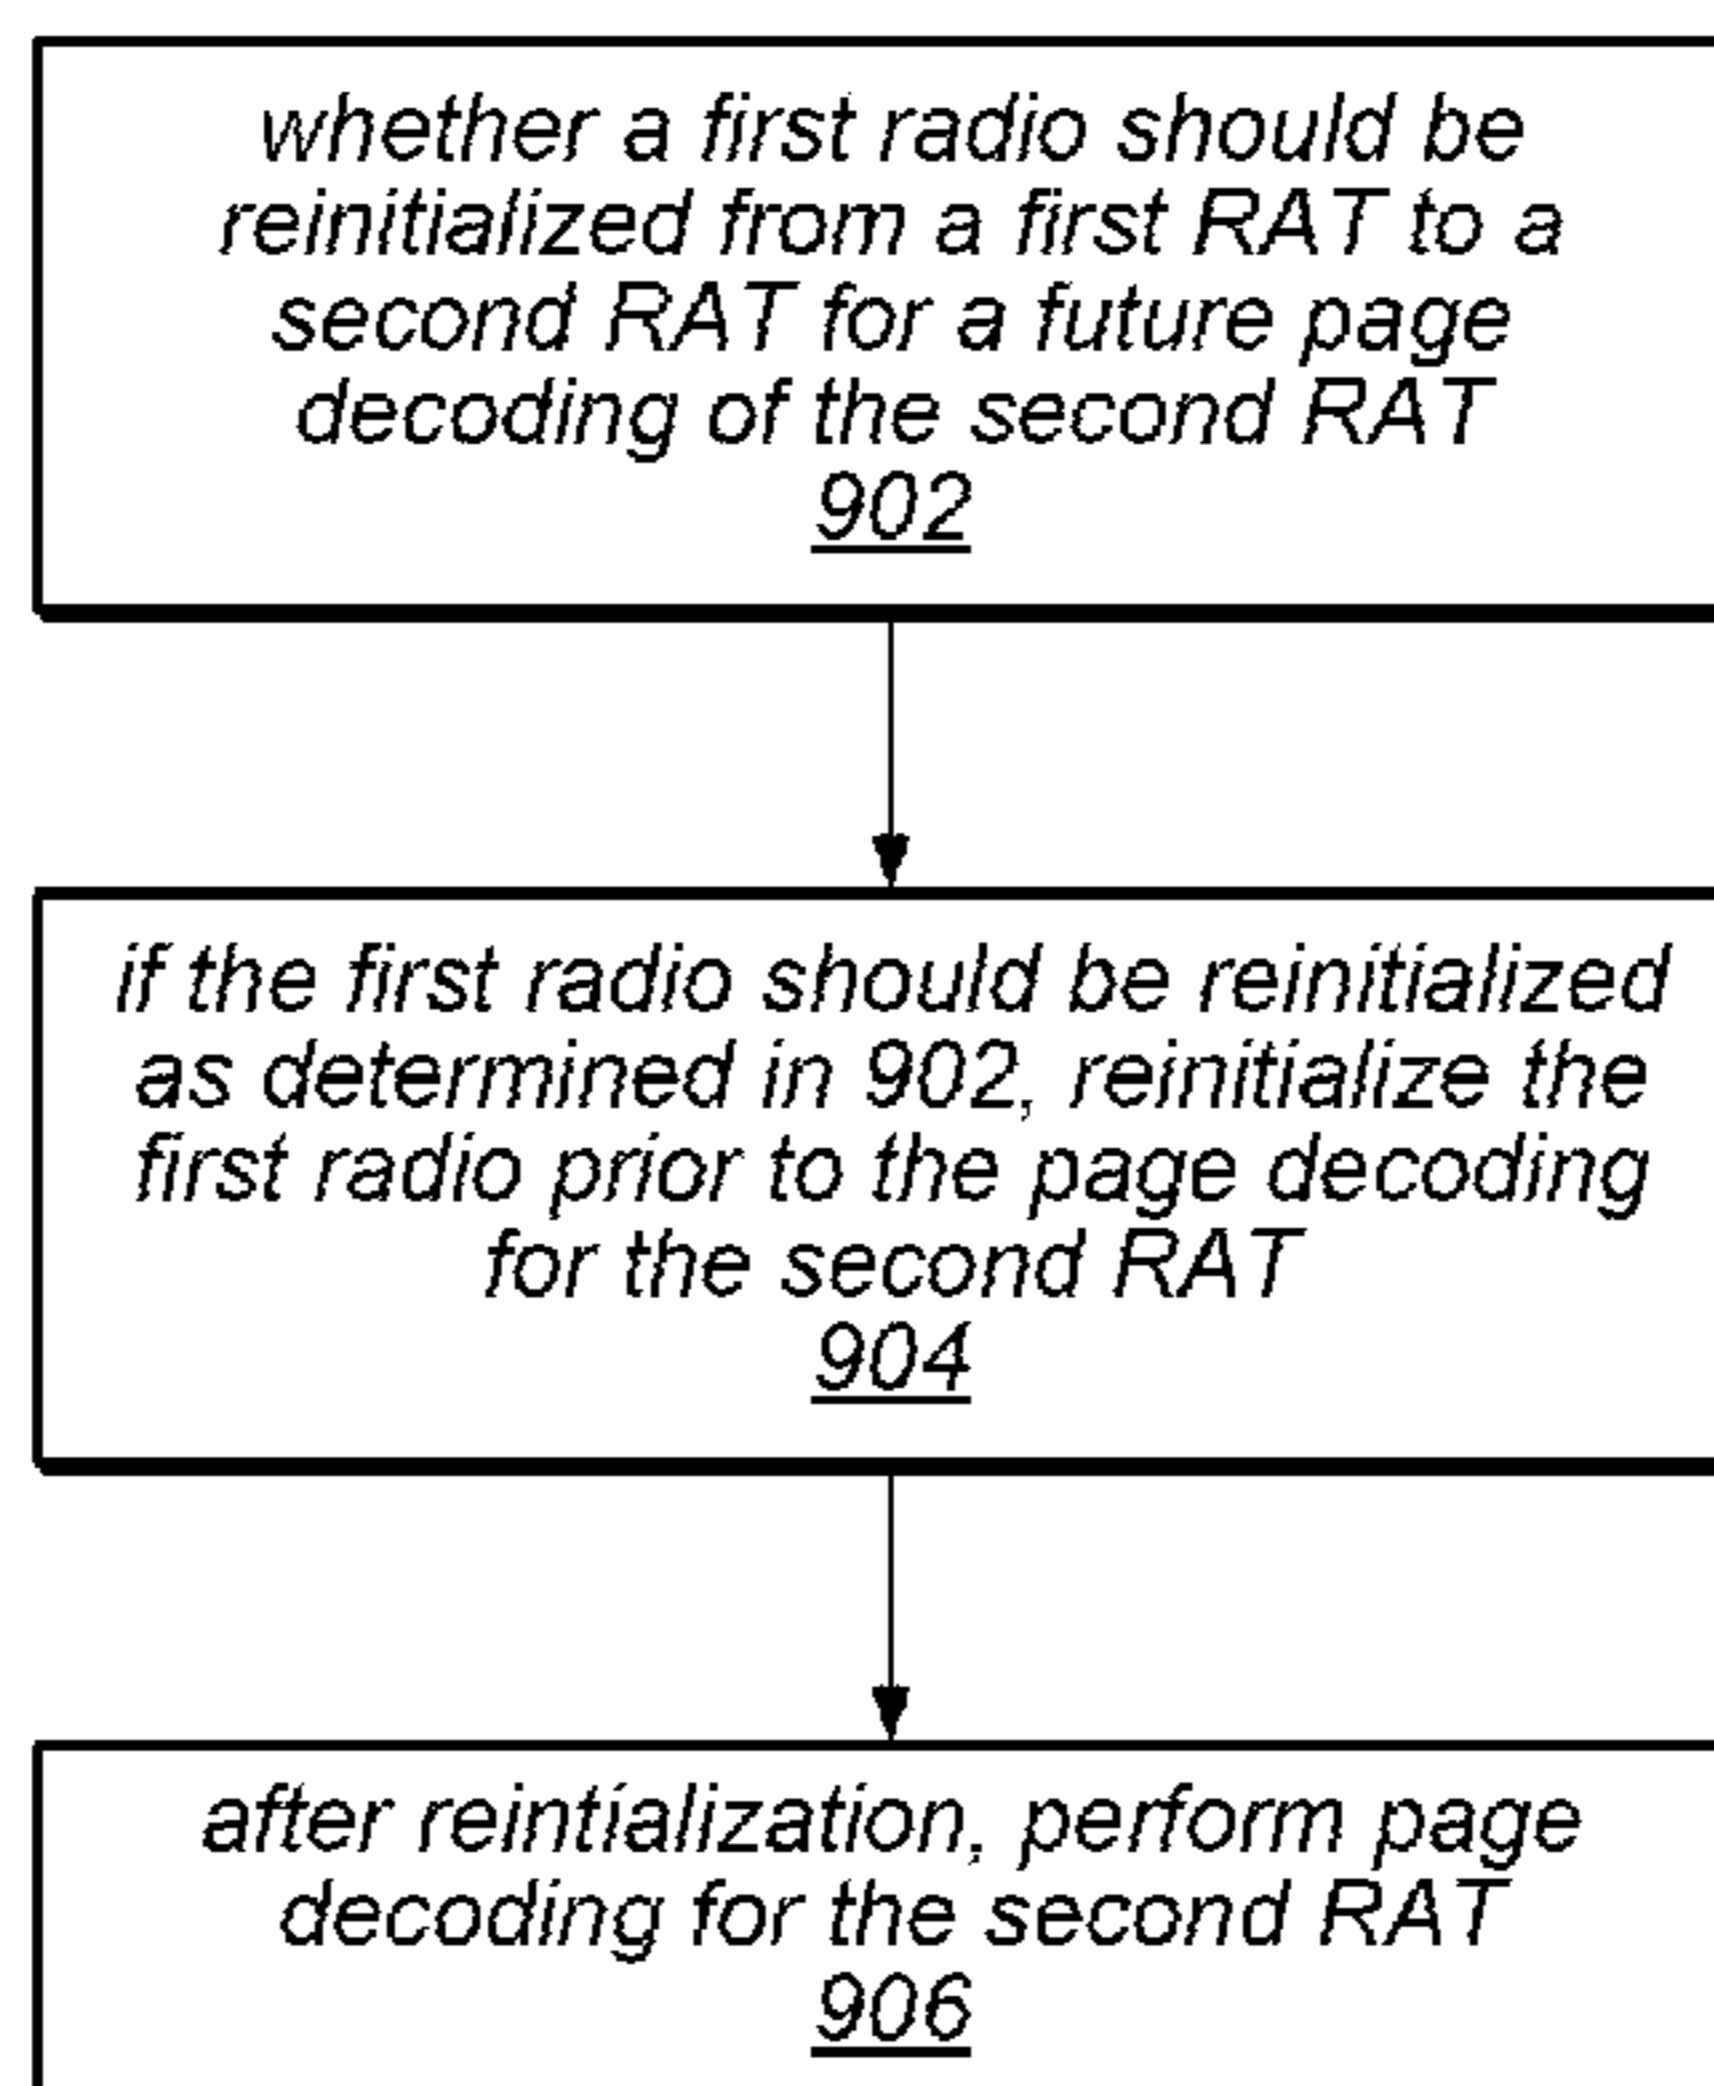 whether a first radio should be
reinitialized from a first RAT to a
second RAT for a future page
decoding of the second RAT
902
if the first radio should be reinitialized
as determined in 902, reinitialize the
first radio prior to the page decoding
for the second RAT
904
after reintialization, perform page
decoding for the second RAT
906